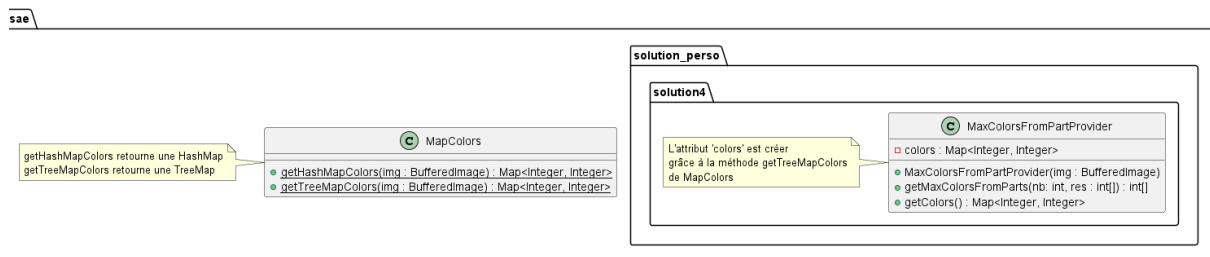 sae
solution_perso
solution4
getHashMapColors retourne une HashMap
getTreeMapColors retourne une TreeMap
C MapColors
getHashMapColors(img : BufferedImage) : Map<Integer, Integer>
getTreeMapColors(img : BufferedImage) : Map<Integer, Integer>
L'attribut 'colors' est créer
grâce à la méthode getTreeMapColors
de MapColors
C MaxColorsFromPartProvider
colors : Map<Integer, Integer>
MaxColorsFromPartProvider(img : BufferedImage)
getMaxColorsFromParts(nb: int, res : int[]) : int[]
getColors() : Map<Integer, Integer>